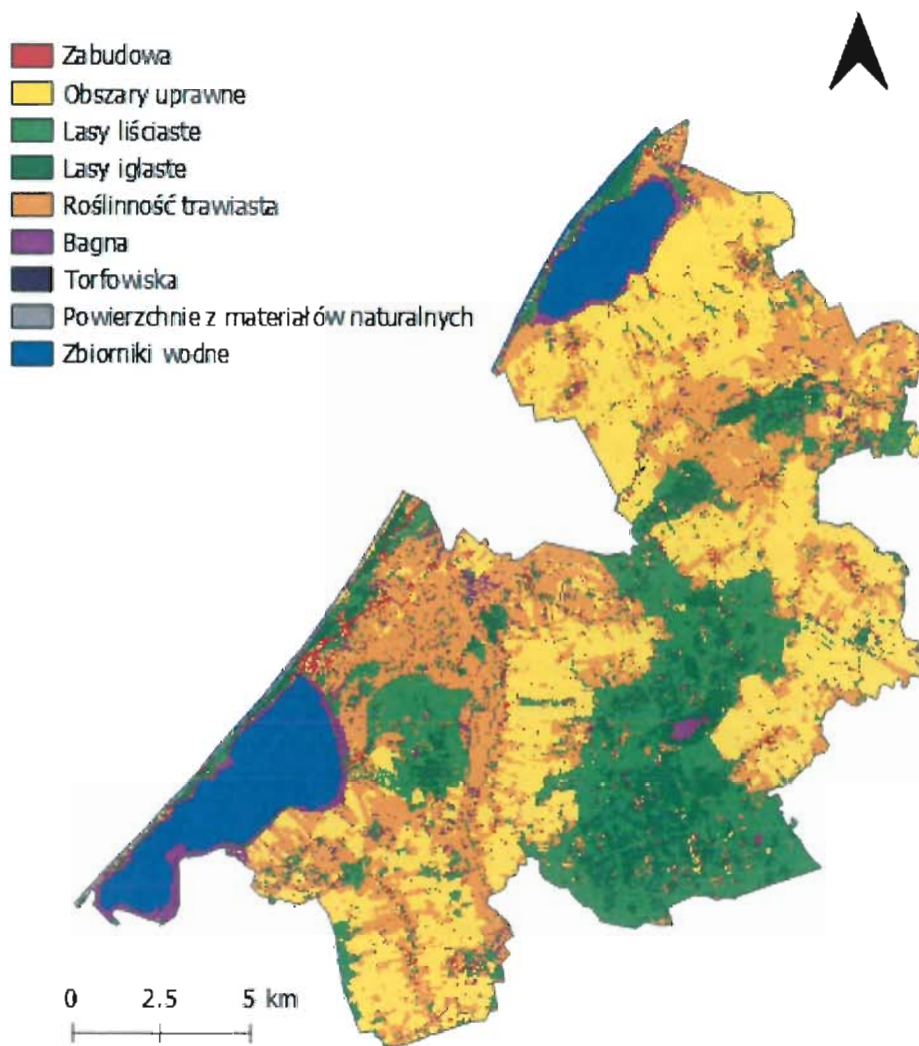 Zabudowa
Obszary uprawne
Lasy liściaste
Lasy iglaste
Roślinność trawiasta
Bagna
Torfowiska
Powierzchnie z materiałów naturalnych
Zbiorniki wodne
0 2.5 5 km